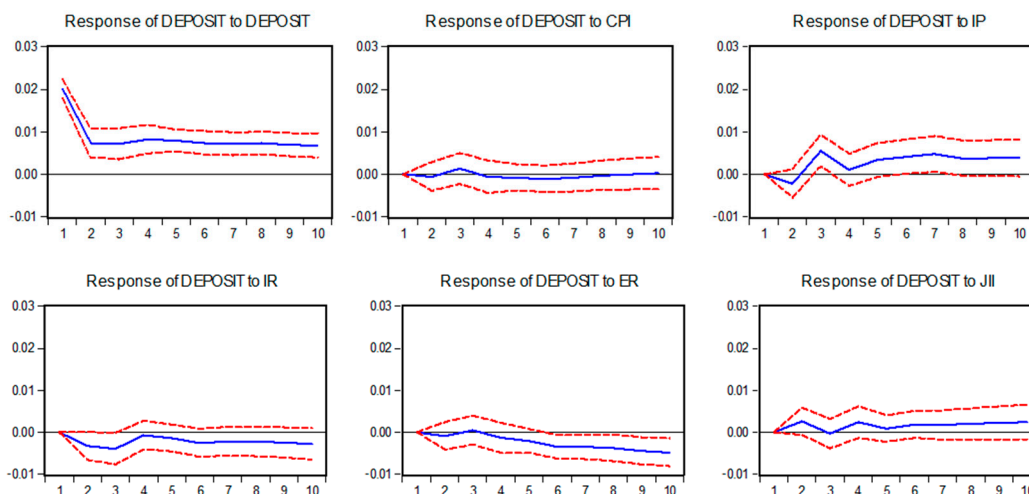 Response of DEPOSIT to DEPOSIT
Response of DEPOSIT to CPI
Response of DEPOSIT to IP
0.03
0.02
0.01
0.00
-0.01
1 2 3 4 5 6 7 8 9 10
0.03
0.02
0.01
0.00
-0.01
1 2 3 4 5 6 7 8 9 10
0.03
0.02
0.01
0.00
-0.01
1 2 3 4 5 6 7 8 9 10
Response of DEPOSIT to IR
Response of DEPOSIT to ER
Response of DEPOSIT to JII
0.03
0.02
0.01
0.00
-0.01
1 2 3 4 5 6 7 8 9 10
0.03
0.02
0.01
0.00
-0.01
1 2 3 4 5 6 7 8 9 10
0.03
0.02
0.01
0.00
-0.01
1 2 3 4 5 6 7 8 9 10